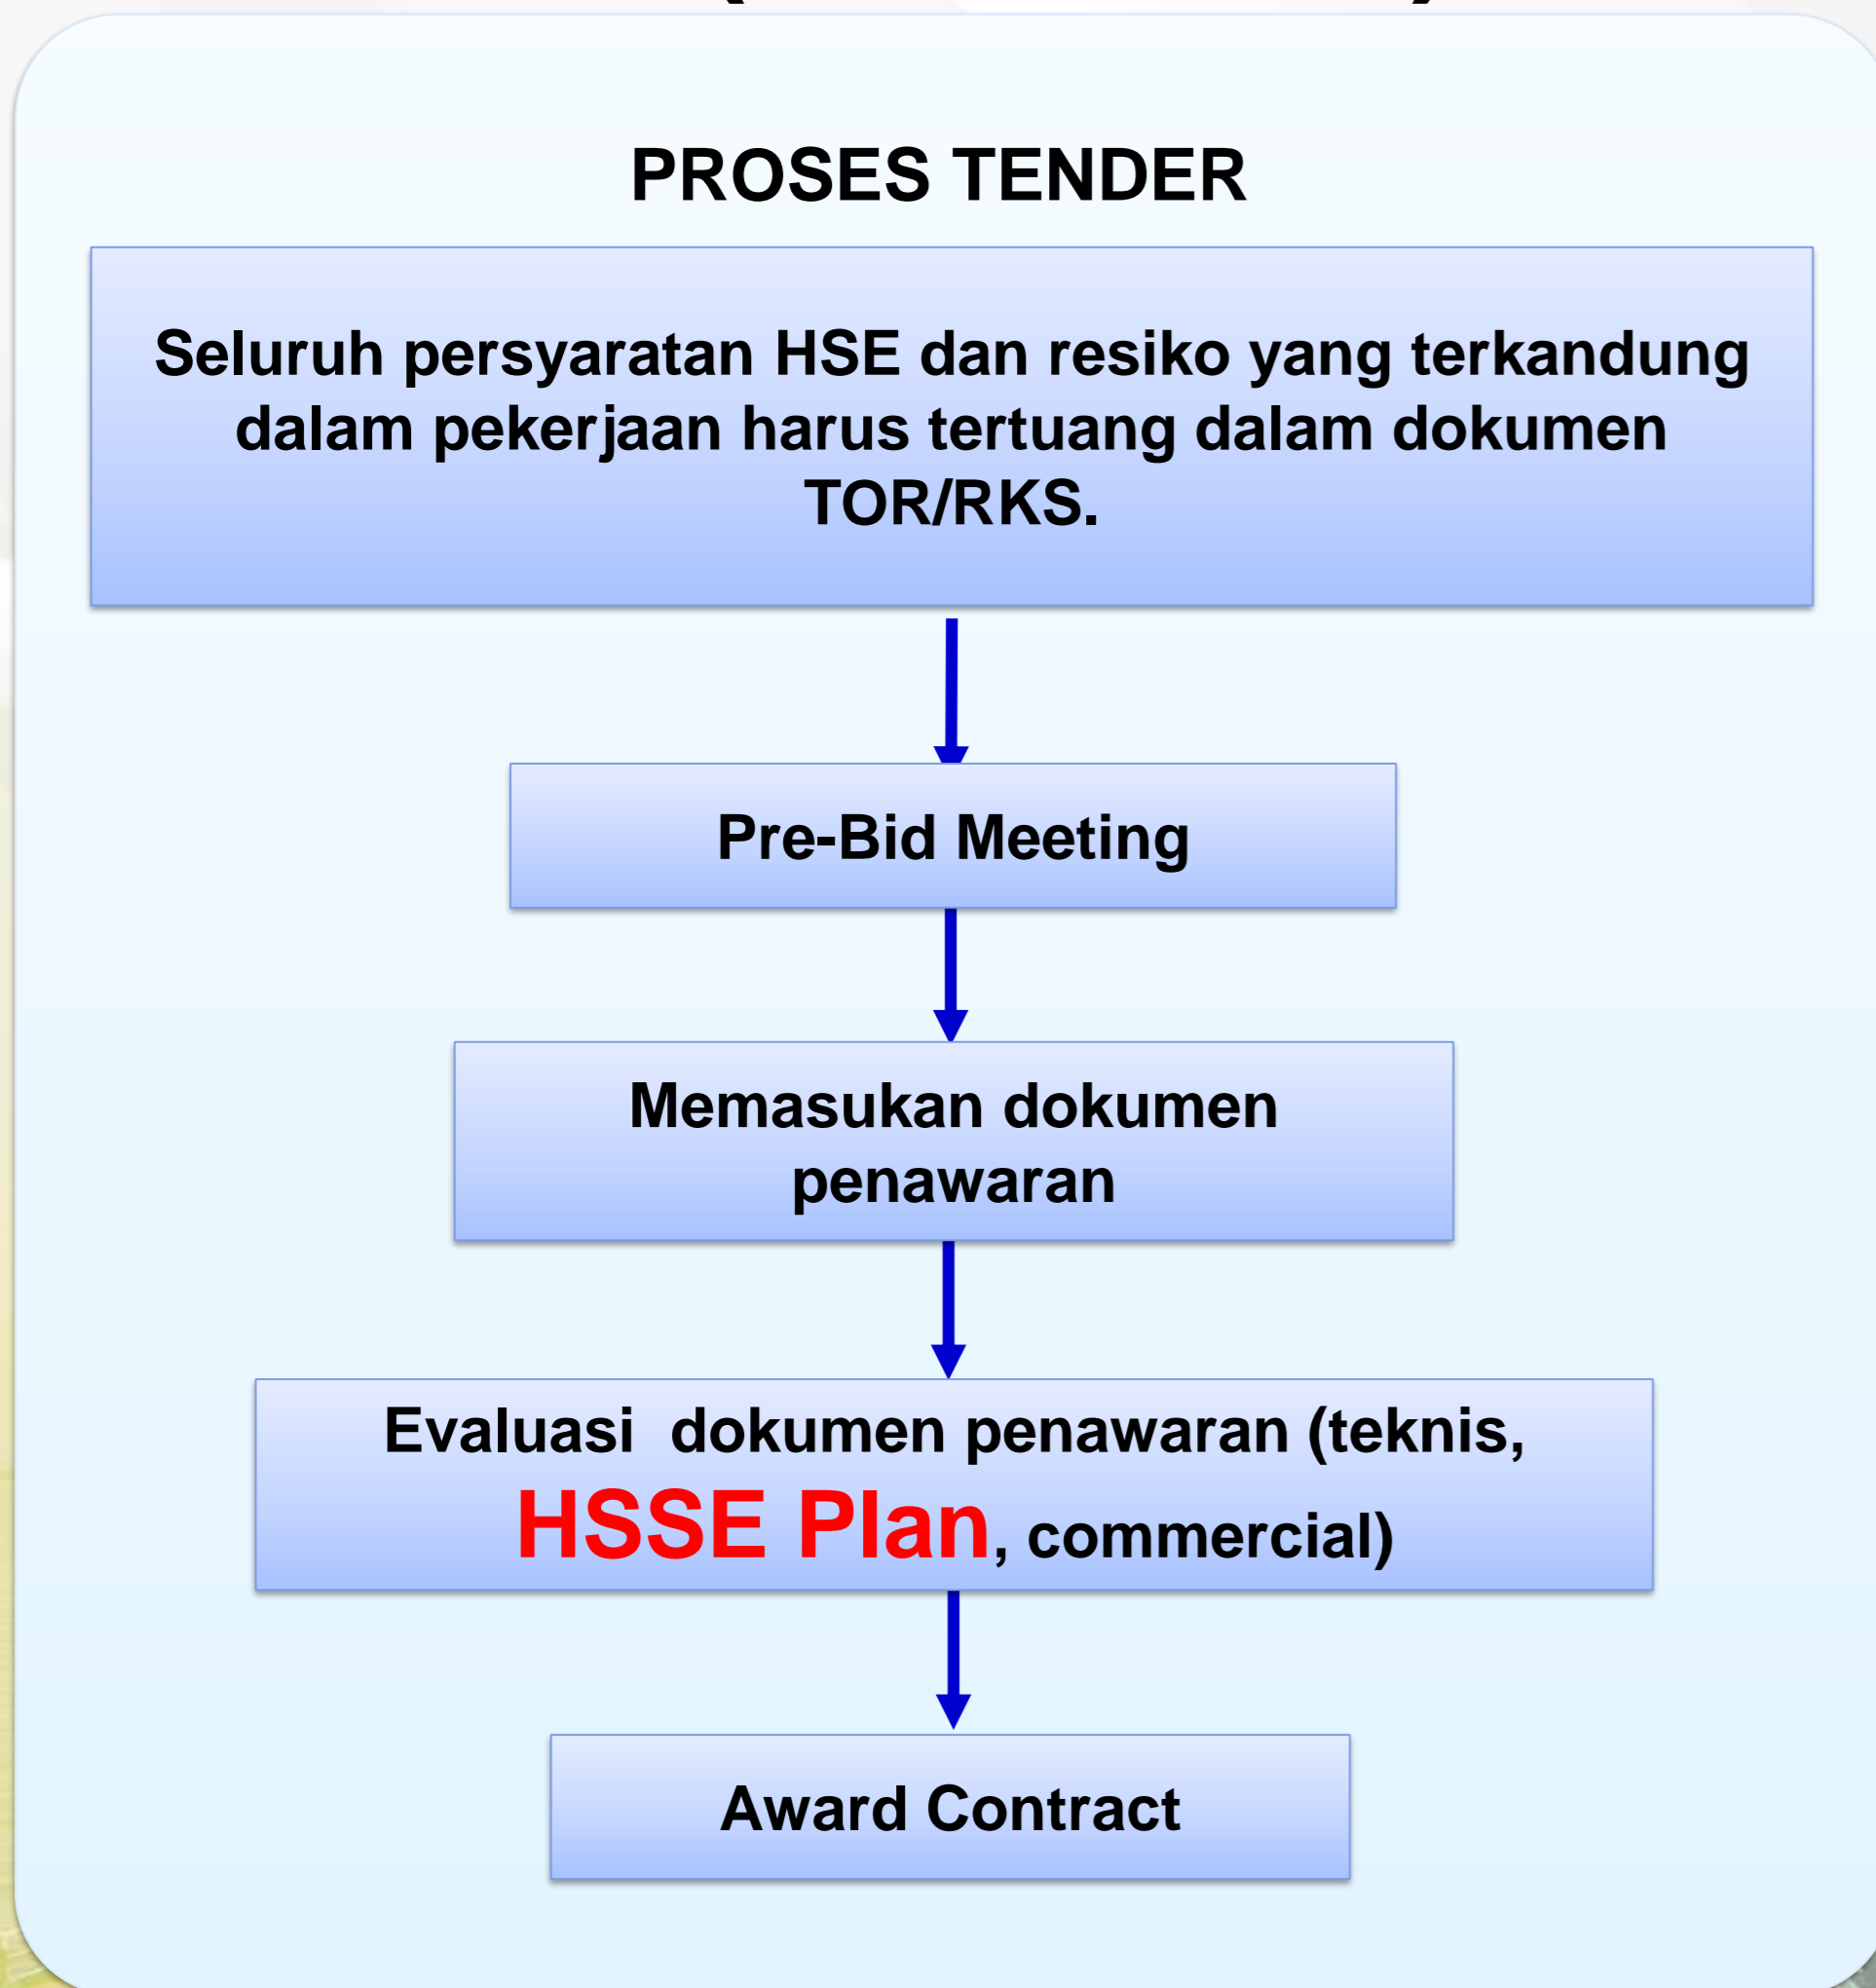 PROSES TENDER
Seluruh persyaratan HSE dan resiko yang terkandung
dalam pekerjaan harus tertuang dalam dokumen
TOR/RKS.
Pre-Bid Meeting
Memasukan dokumen
penawaran
Evaluasi  dokumen penawaran (teknis,
HSSE Plan, commercial)
Award Contract